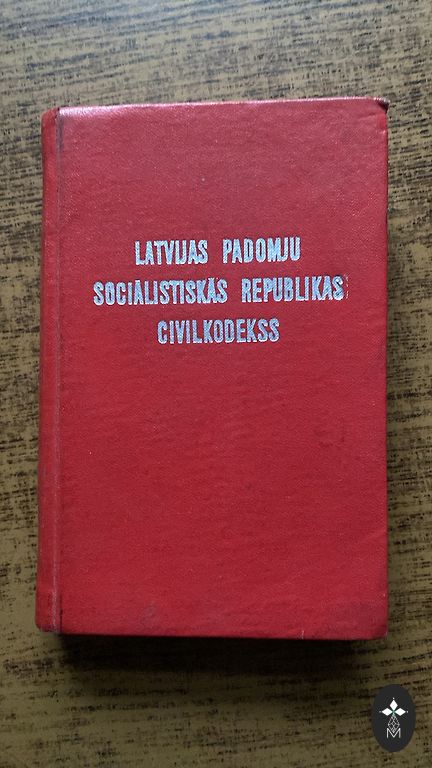 LATVIJAS PADOMJU
SOCIĀLISTISKĀS REPUBLIKAS
CIVILKODEKSS
M